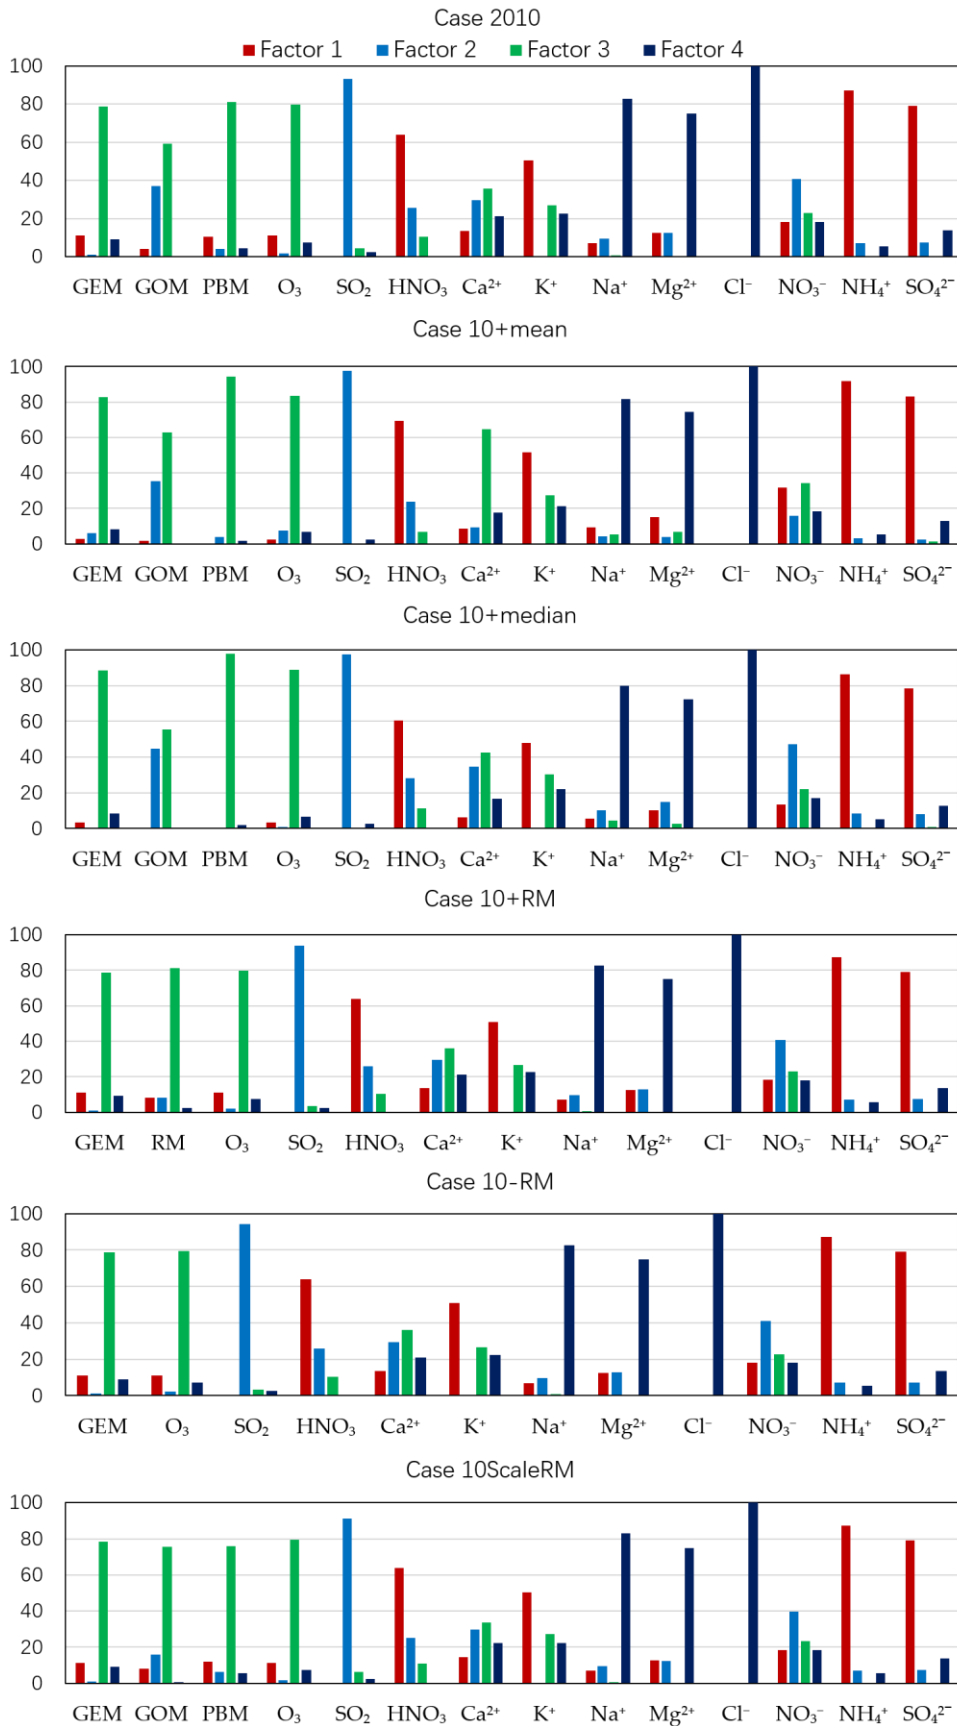 Case 2010
Factor 1 Factor 2 Factor 3 Factor 4
100
80
60
40
20
0
GEM GOM PBM O₃ SO₂ HNO₃ Ca²⁺ K⁺ Na⁺ Mg²⁺ Cl⁻ NO₃⁻ NH₄⁺ SO₄²⁻
Case 10+mean
100
80
60
40
20
0
GEM GOM PBM O₃ SO₂ HNO₃ Ca²⁺ K⁺ Na⁺ Mg²⁺ Cl⁻ NO₃⁻ NH₄⁺ SO₄²⁻
Case 10+median
100
80
60
40
20
0
GEM GOM PBM O₃ SO₂ HNO₃ Ca²⁺ K⁺ Na⁺ Mg²⁺ Cl⁻ NO₃⁻ NH₄⁺ SO₄²⁻
Case 10+RM
100
80
60
40
20
0
GEM RM O₃ SO₂ HNO₃ Ca²⁺ K⁺ Na⁺ Mg²⁺ Cl⁻ NO₃⁻ NH₄⁺ SO₄²⁻
Case 10-RM
100
80
60
40
20
0
GEM O₃ SO₂ HNO₃ Ca²⁺ K⁺ Na⁺ Mg²⁺ Cl⁻ NO₃⁻ NH₄⁺ SO₄²⁻
Case 10ScaleRM
100
80
60
40
20
0
GEM GOM PBM O₃ SO₂ HNO₃ Ca²⁺ K⁺ Na⁺ Mg²⁺ Cl⁻ NO₃⁻ NH₄⁺ SO₄²⁻